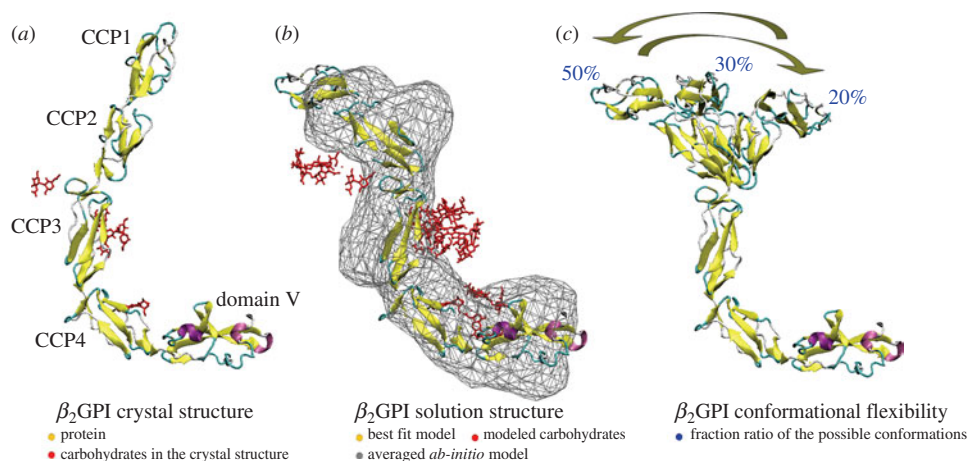 (a)
CCP1
CCP2
CCP3
CCP4
domain V
β₂GPI crystal structure
protein
carbohydrates in the crystal structure
(b)
β₂GPI solution structure
best fit model
modeled carbohydrates
averaged ab-initio model
(c)
50%
30%
20%
β₂GPI conformational flexibility
fraction ratio of the possible conformations